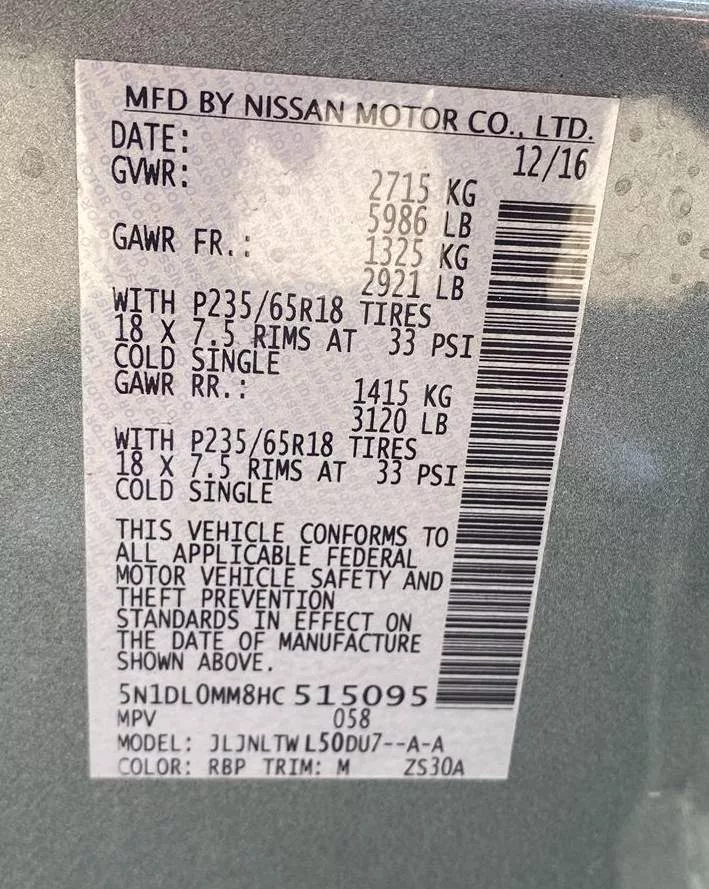 MFD BY NISSAN MOTOR CO., LTD.
DATE: 12/16
GVWR: 2715 KG
5986 LB
GAWR FR.: 1325 KG
2921 LB
WITH P235/65R18 TIRES
18 X 7.5 RIMS AT 33 PSI
COLD SINGLE
GAWR RR.: 1415 KG
3120 LB
WITH P235/65R18 TIRES
18 X 7.5 RIMS AT 33 PSI
COLD SINGLE
THIS VEHICLE CONFORMS TO
ALL APPLICABLE FEDERAL
MOTOR VEHICLE SAFETY AND
THEFT PREVENTION
STANDARDS IN EFFECT ON
THE DATE OF MANUFACTURE
SHOWN ABOVE.
5N1DL0MM8HC 515095
MPV 058
MODEL: JLJNLTW L50DU7--A-A
COLOR: RBP TRIM: M ZS30A